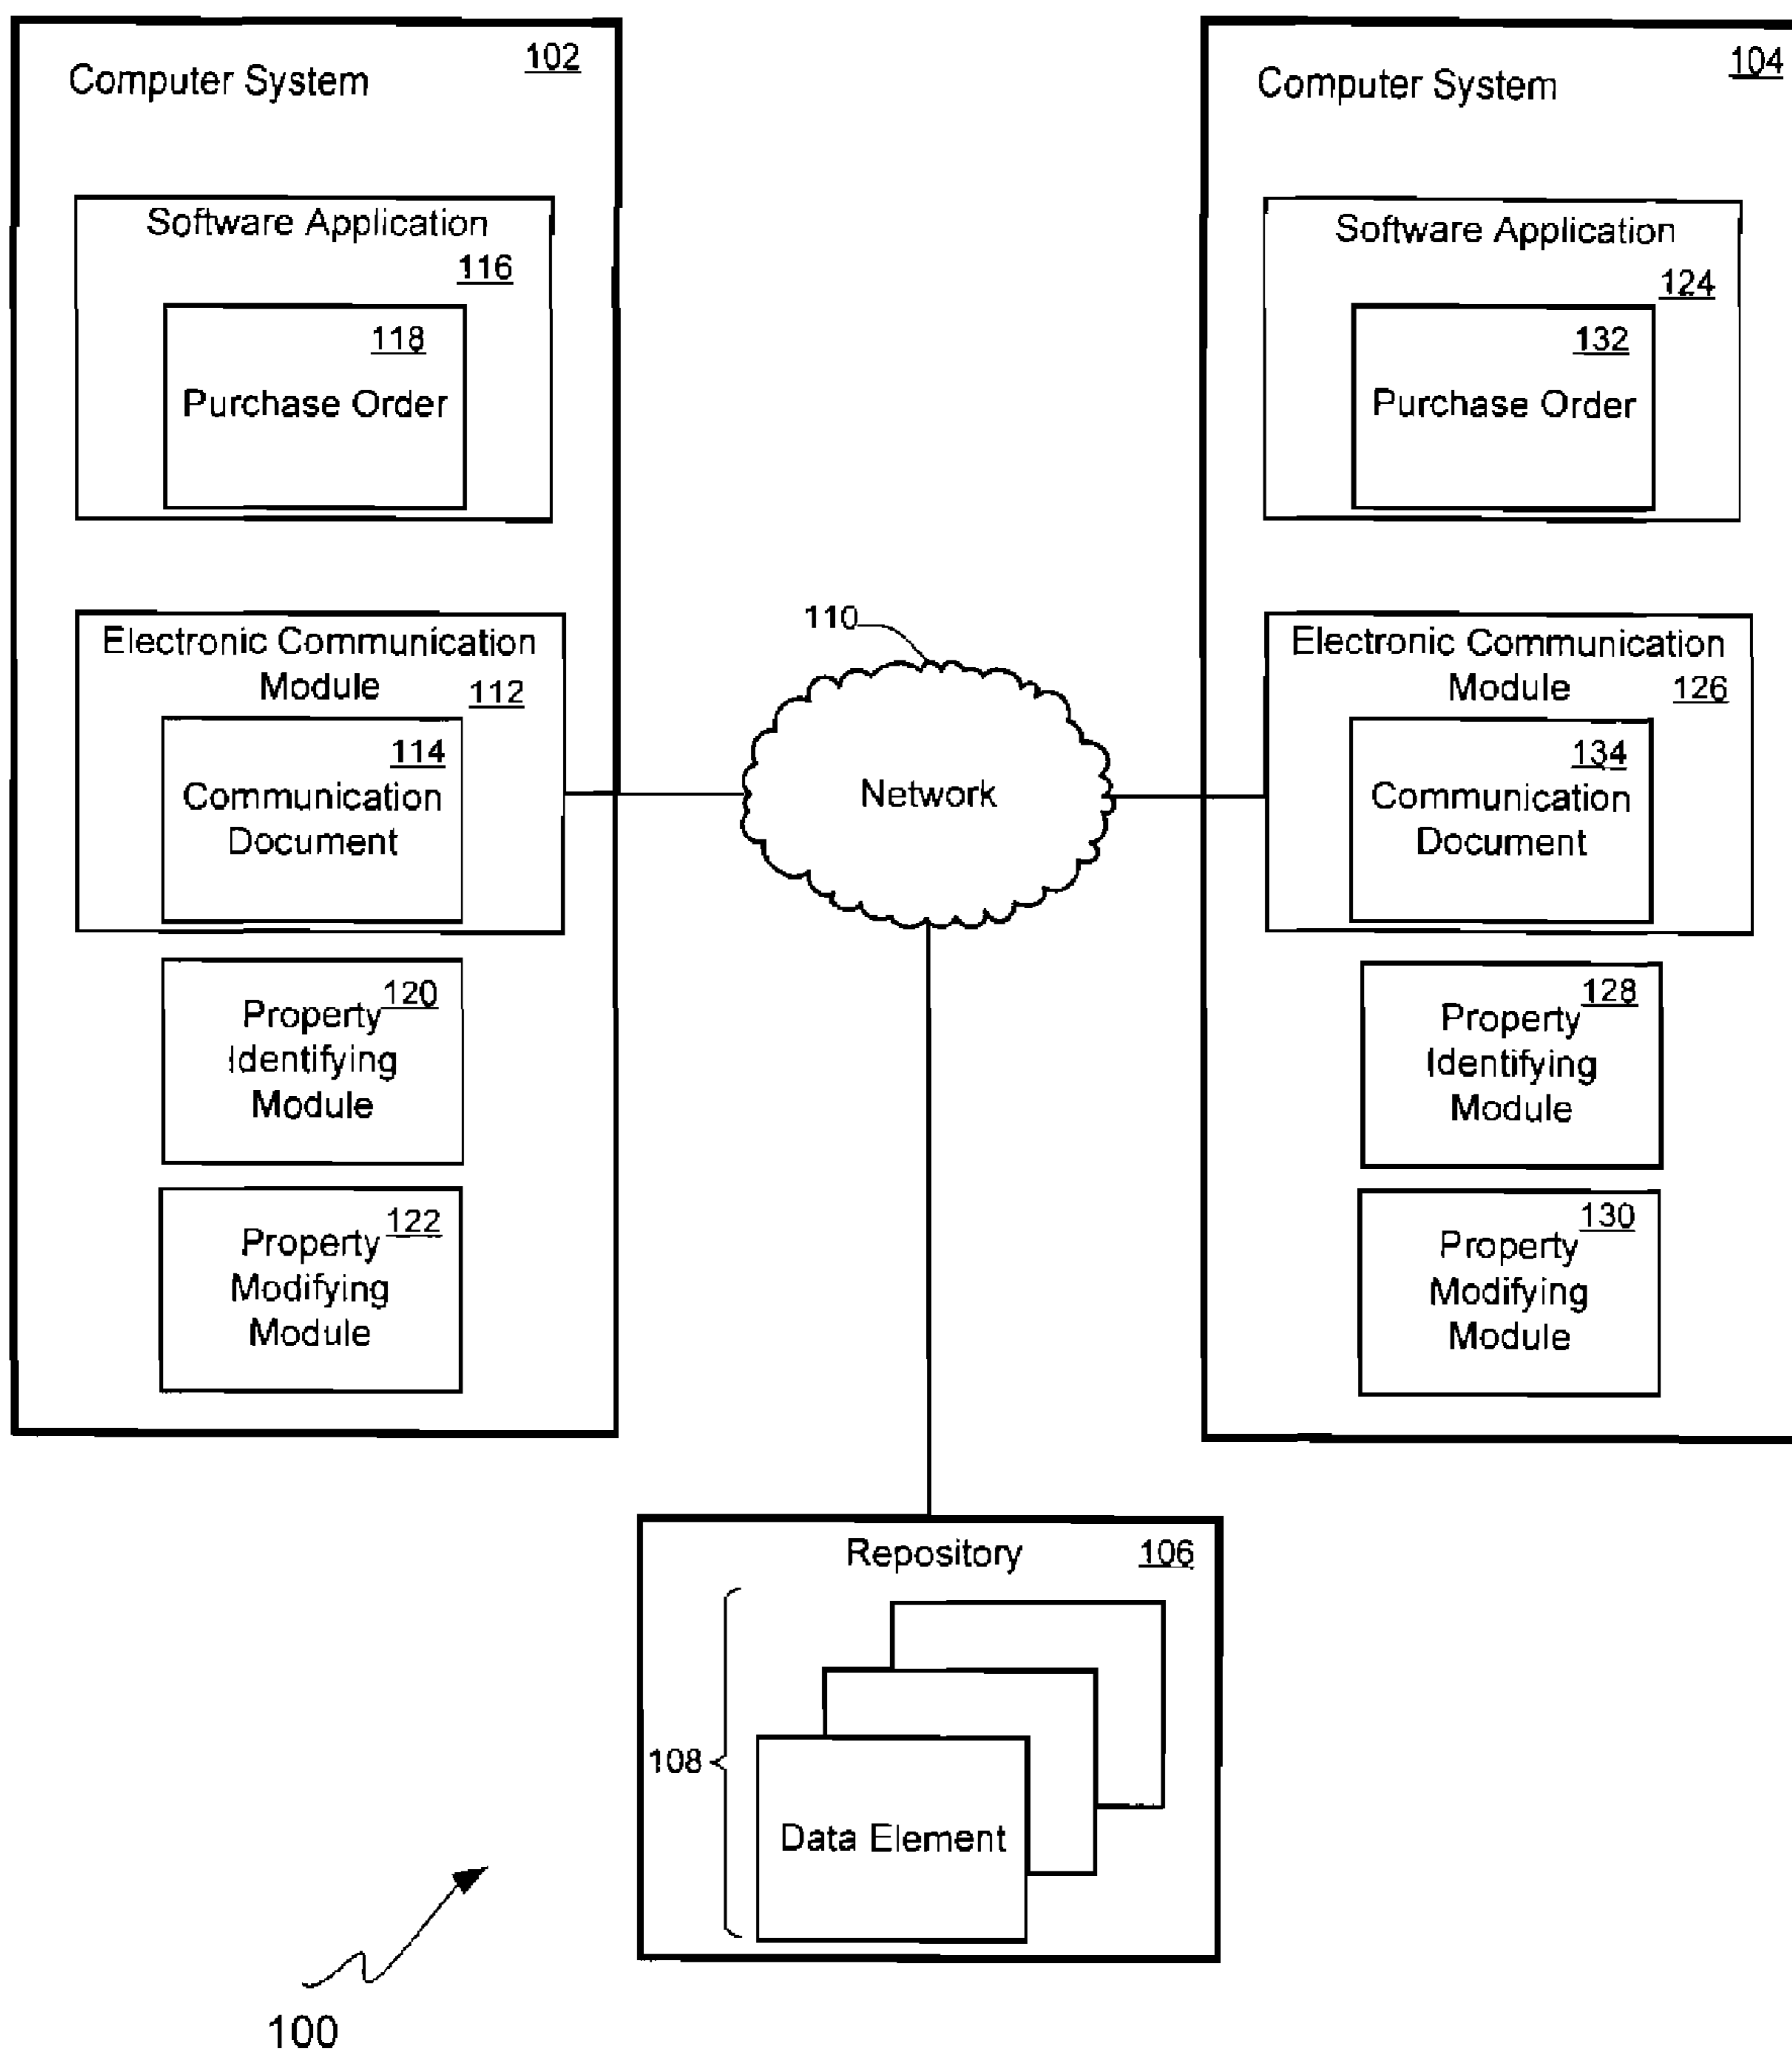 Computer System
102
Software Application
116
118
Purchase Order
Electronic Communication
Module
112
114
Communication
Document
120
Property
Identifying
Module
122
Property
Modifying
Module
110
Network
Computer System
104
Software Application
124
132
Purchase Order
Electronic Communication
Module
126
134
Communication
Document
128
Property
Identifying
Module
130
Property
Modifying
Module
Repository
106
108
Data Element
100